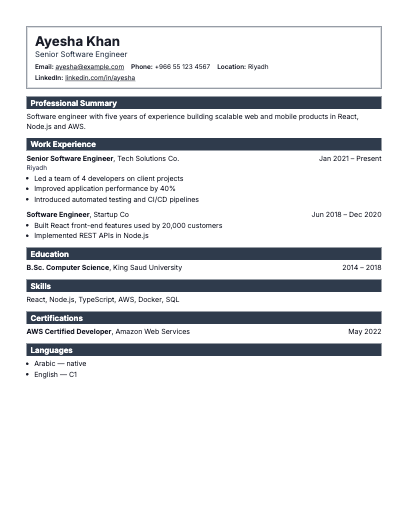 Ayesha Khan
Senior Software Engineer
Email: ayesha@example.com Phone: +966 55 123 4567 Location: Riyadh
LinkedIn: linkedin.com/in/ayesha
Professional Summary
Software engineer with five years of experience building scalable web and mobile products in React,
Node.js and AWS.
Work Experience
Senior Software Engineer, Tech Solutions Co. Jan 2021 – Present
Riyadh
• Led a team of 4 developers on client projects
• Improved application performance by 40%
• Introduced automated testing and CI/CD pipelines
Software Engineer, Startup Co Jun 2018 – Dec 2020
• Built React front-end features used by 20,000 customers
• Implemented REST APIs in Node.js
Education
B.Sc. Computer Science, King Saud University 2014 – 2018
Skills
React, Node.js, TypeScript, AWS, Docker, SQL
Certifications
AWS Certified Developer, Amazon Web Services May 2022
Languages
• Arabic — native
• English — C1